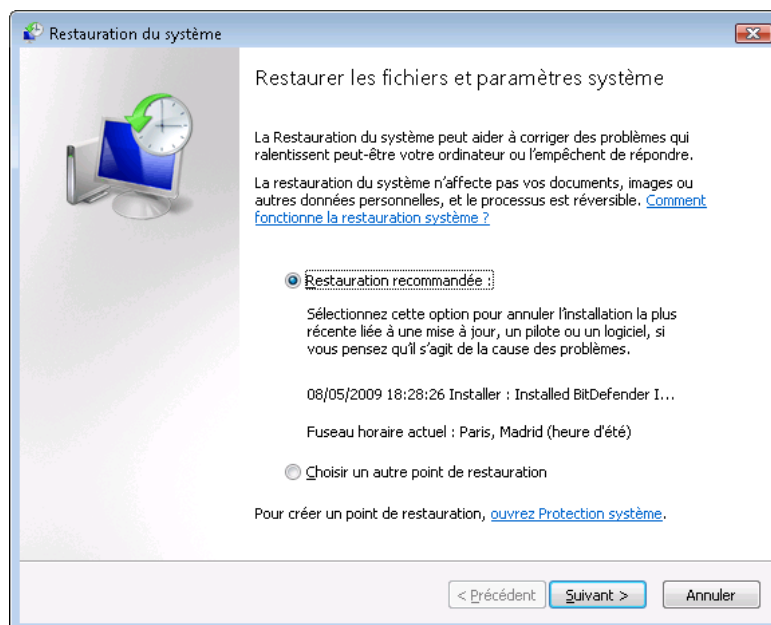 Restauration du système
Restaurer les fichiers et paramètres système
La Restauration du système peut aider à corriger des problèmes qui
ralentissent peut-être votre ordinateur ou l'empêchent de répondre.
La restauration du système n'affecte pas vos documents, images ou
autres données personnelles, et le processus est réversible. Comment
fonctionne la restauration système ?
Restauration recommandée :
Sélectionnez cette option pour annuler l'installation la plus
récente liée à une mise à jour, un pilote ou un logiciel, si
vous pensez qu'il s'agit de la cause des problèmes.
08/05/2009 18:28:26 Installer : Installed BitDefender I...
Fuseau horaire actuel : Paris, Madrid (heure d'été)
Choisir un autre point de restauration
Pour créer un point de restauration, ouvrez Protection système.
< Précédent Suivant > Annuler